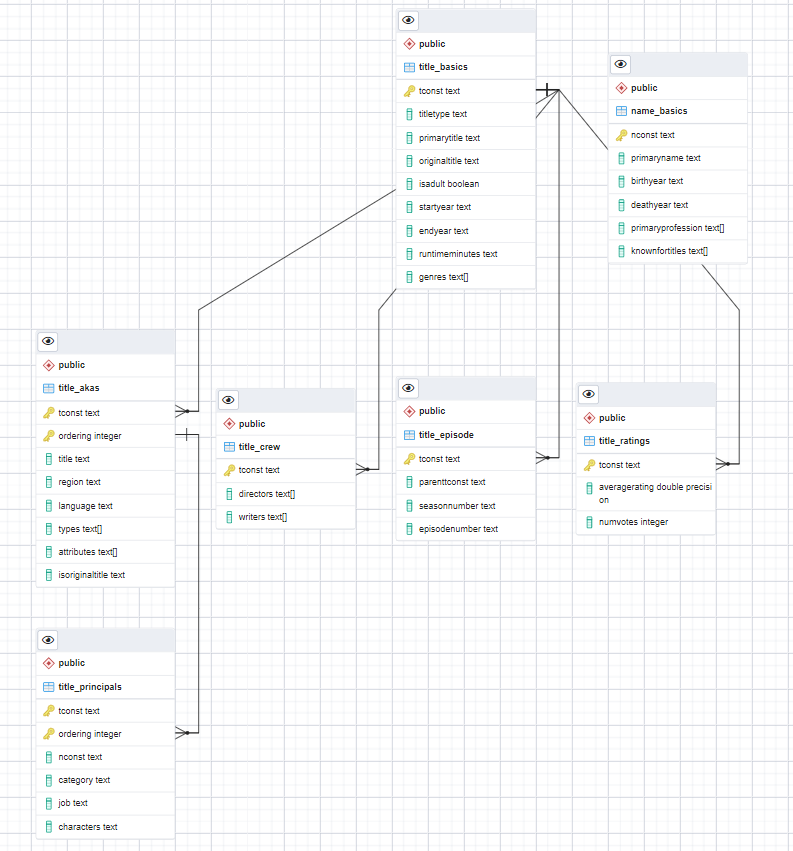 public
title_basics
tconst text
titletype text
primarytitle text
originaltitle text
isadult boolean
startyear text
endyear text
runtimeminutes text
genres text[]
public
name_basics
nconst text
primaryname text
birthyear text
deathyear text
primaryprofession text[]
knownfortitles text[]
public
title_akas
tconst text
ordering integer
title text
region text
language text
types text[]
attributes text[]
isoriginaltitle text
public
title_crew
tconst text
directors text[]
writers text[]
public
title_episode
tconst text
parenttconst text
seasonnumber text
episodenumber text
public
title_ratings
tconst text
averagerating double precisi
on
numvotes integer
public
title_principals
tconst text
ordering integer
nconst text
category text
job text
characters text